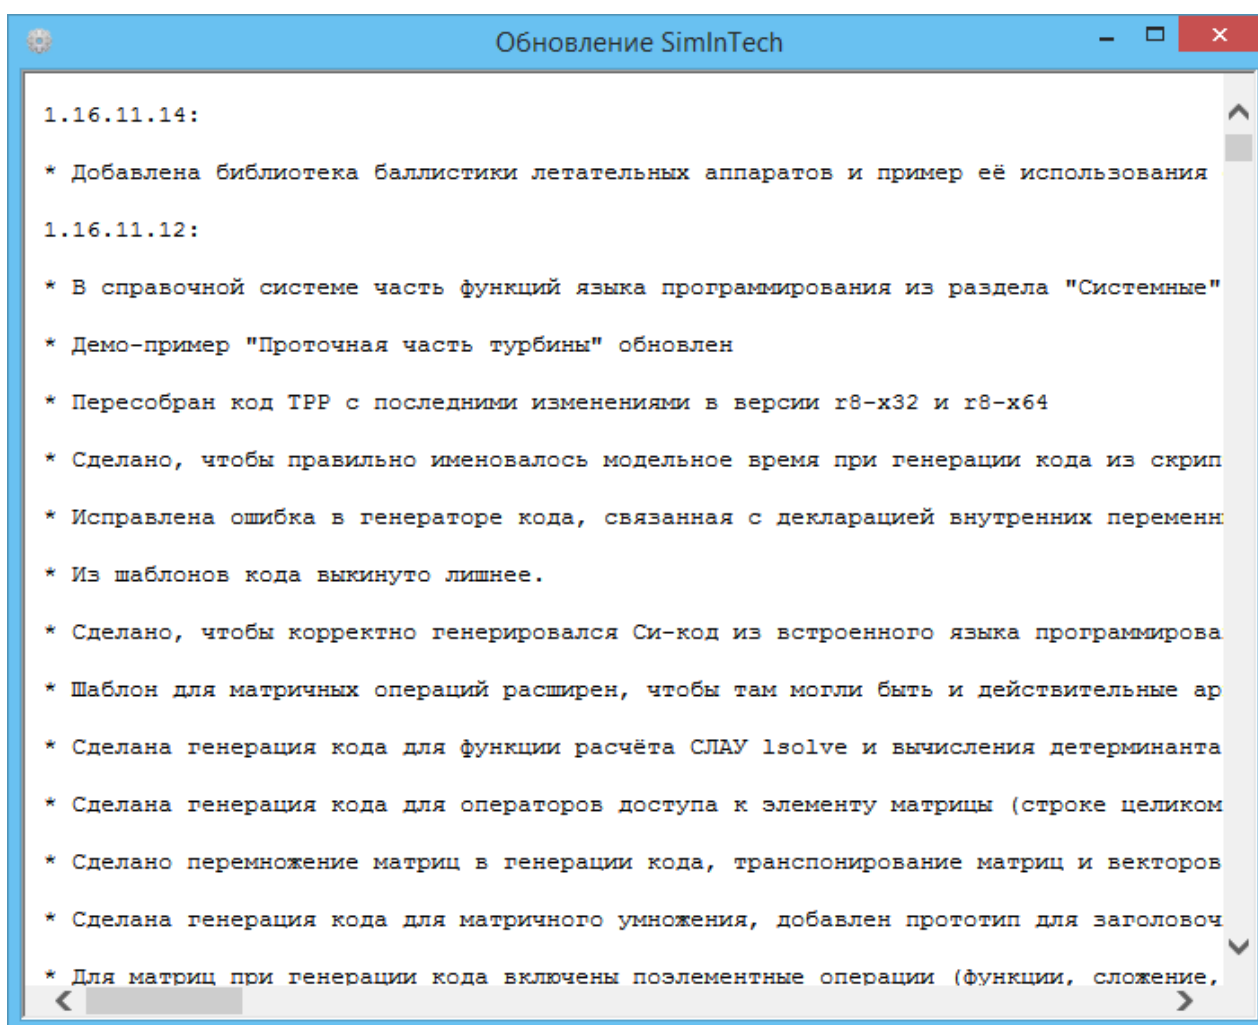 Обновление SimInTech
1.16.11.14:
* Добавлена библиотека баллистики летательных аппаратов и пример её использования
1.16.11.12:
* В справочной системе часть функций языка программирования из раздела "Системные"
* Демо-пример "Проточная часть турбины" обновлен
* Пересобран код TPP с последними изменениями в версии r8-x32 и r8-x64
* Сделано, чтобы правильно именовалось модельное время при генерации кода из скрип
* Исправлена ошибка в генераторе кода, связанная с декларацией внутренних переменн
* Из шаблонов кода выкинуто лишнее.
* Сделано, чтобы корректно генерировался Си-код из встроенного языка программирова
* Шаблон для матричных операций расширен, чтобы там могли быть и действительные ар
* Сделана генерация кода для функции расчёта СЛАУ lsolve и вычисления детерминанта
* Сделана генерация кода для операторов доступа к элементу матрицы (строке целиком
* Сделано перемножение матриц в генерации кода, транспонирование матриц и векторов
* Сделана генерация кода для матричного умножения, добавлен прототип для заголовоч
* Для матриц при генерации кода включены поэлементные операции (функции, сложение,